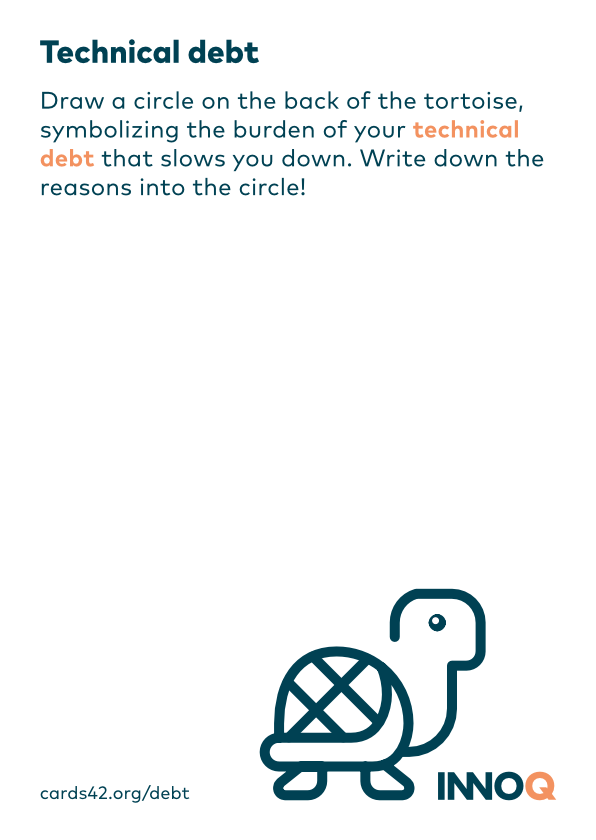 Technical debt
Draw a circle on the back of the tortoise,
symbolizing the burden of your technical
debt that slows you down. Write down the
reasons into the circle!
cards42.org/debt
INNOQ